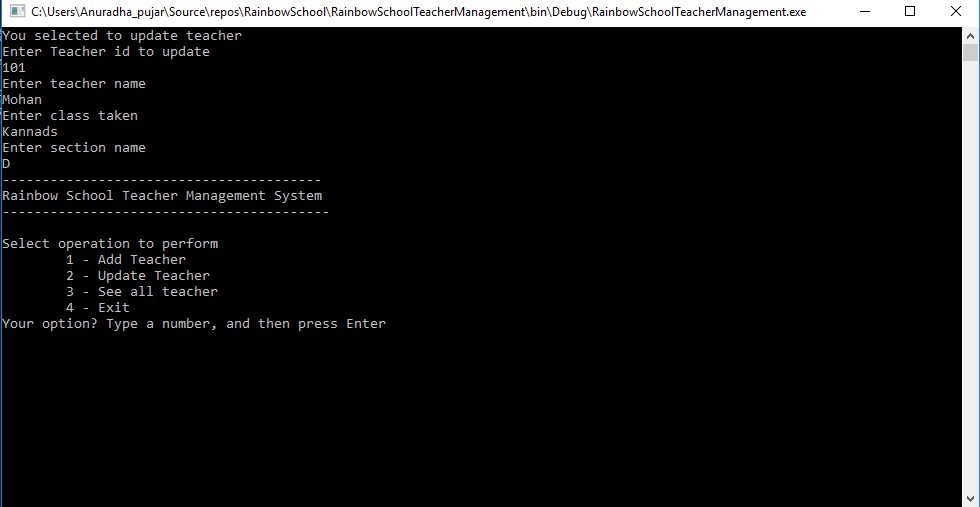 C:\Users\Anuradha_pujar\Source\repos\RainbowSchool\RainbowSchoolTeacherManagement\bin\Debug\RainbowSchoolTeacherManagement.exe
You selected to update teacher
Enter Teacher id to update
101
Enter teacher name
Mohan
Enter class taken
Kannads
Enter section name
D
----------------------------------------
Rainbow School Teacher Management System
-----------------------------------------
Select operation to perform
1 - Add Teacher
2 - Update Teacher
3 - See all teacher
4 - Exit
Your option? Type a number, and then press Enter